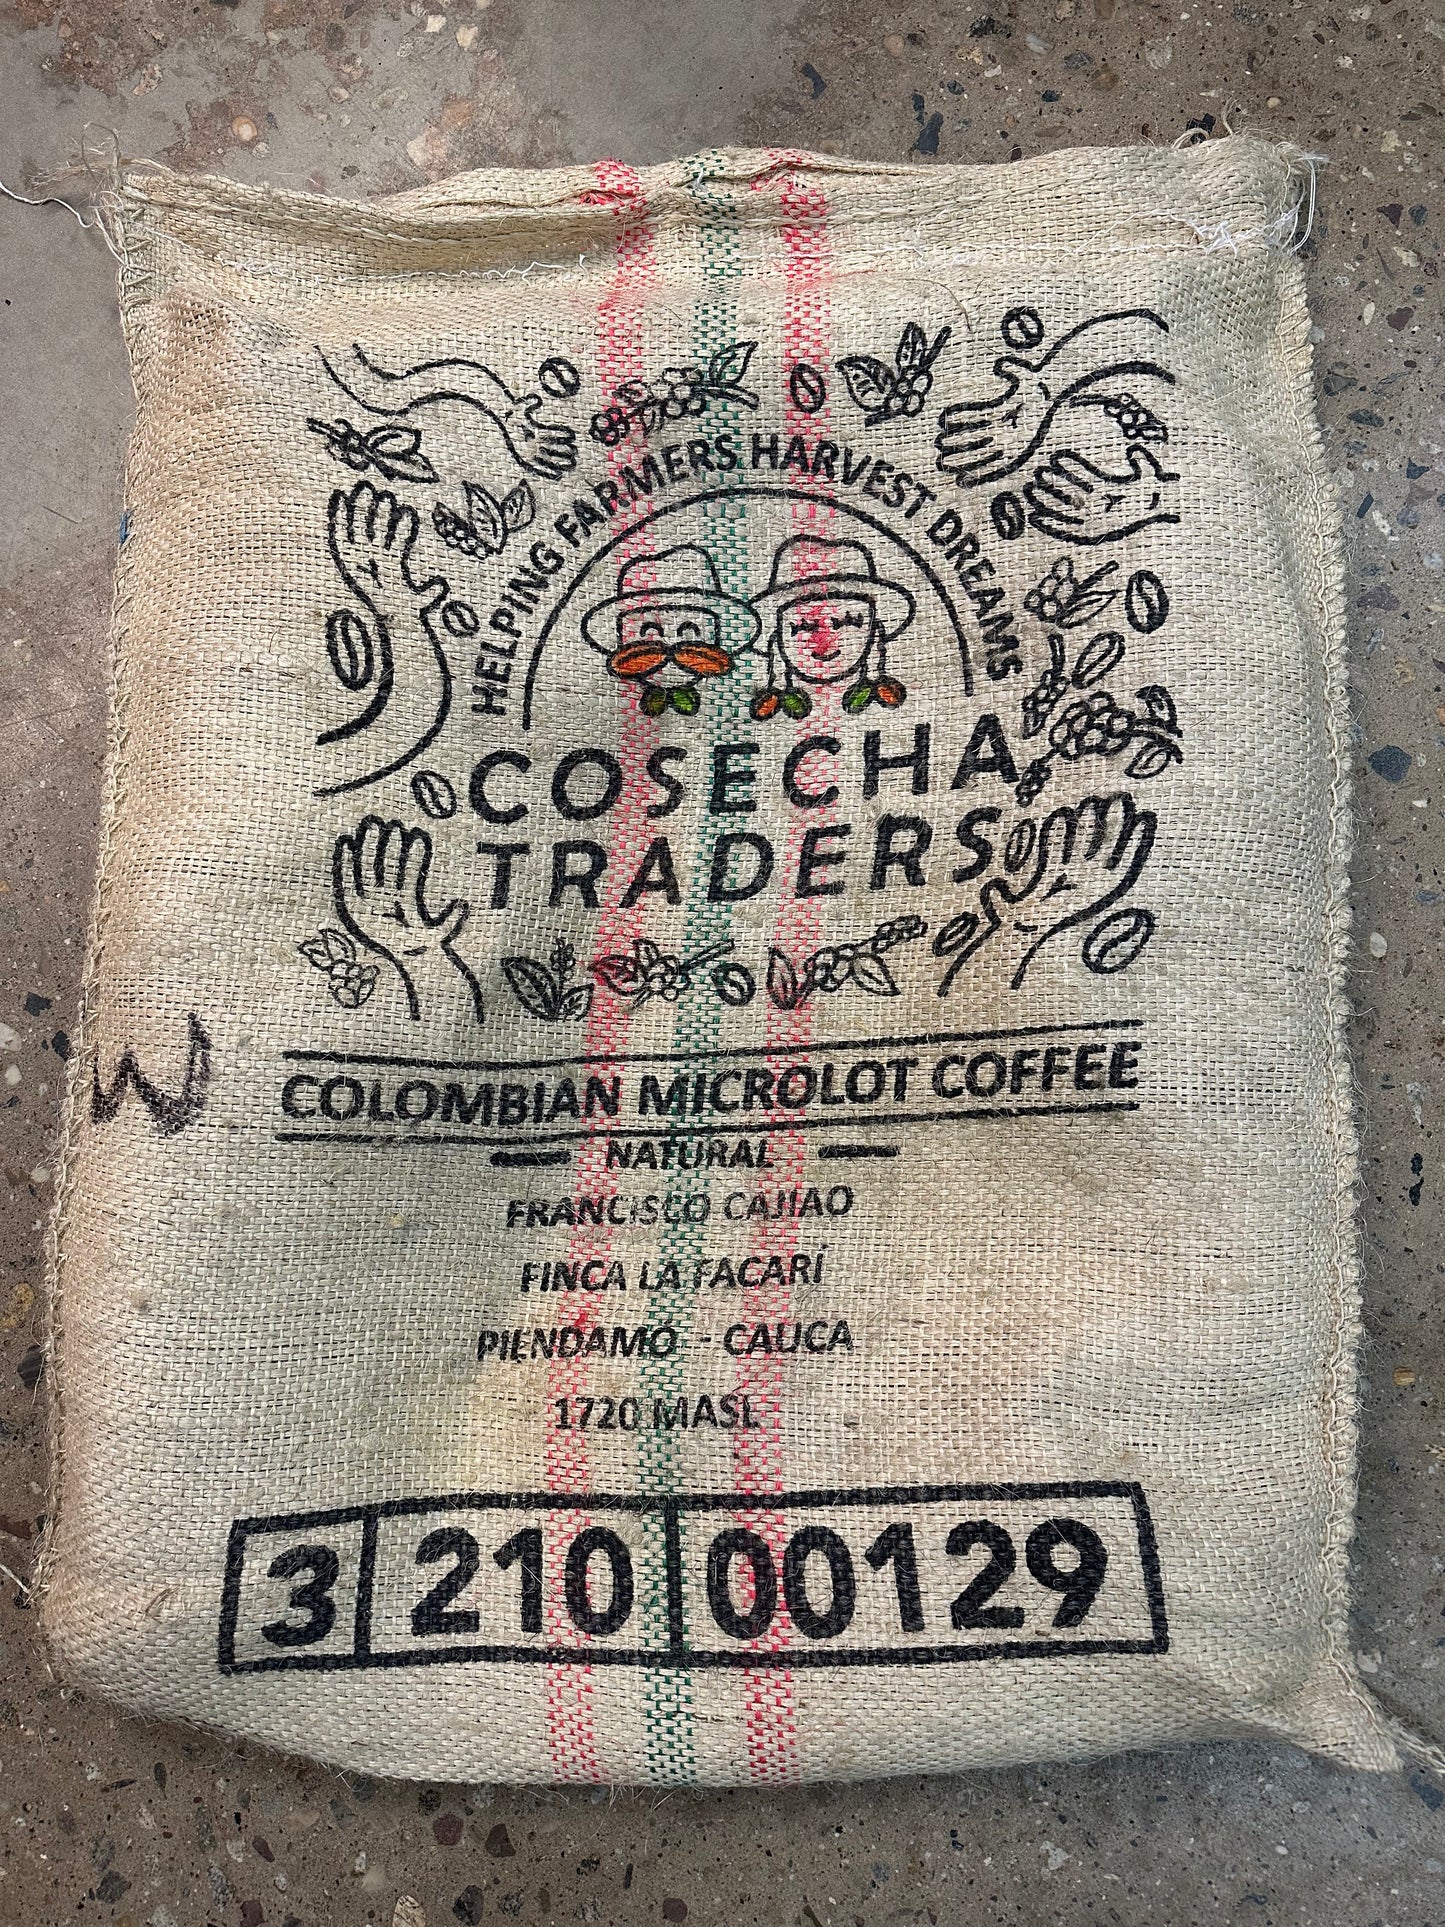 HELPING FARMERS HARVEST DREAMS
COSECHA
TRADERS
W
COLOMBIAN MICROLOT COFFEE
NATURAL
FRANCISCO CAJIAO
FINCA LA FACARÍ
PIENDAMÓ - CAUCA
1720 MASL
3 210 00129